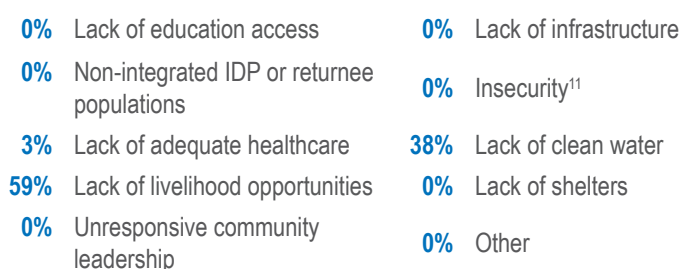 0% Lack of education access
0% Non-integrated IDP or returnee
populations
3% Lack of adequate healthcare
59% Lack of livelihood opportunities
0% Unresponsive community
leadership
0% Lack of infrastructure
0% Insecurity¹¹
38% Lack of clean water
0% Lack of shelters
0% Other